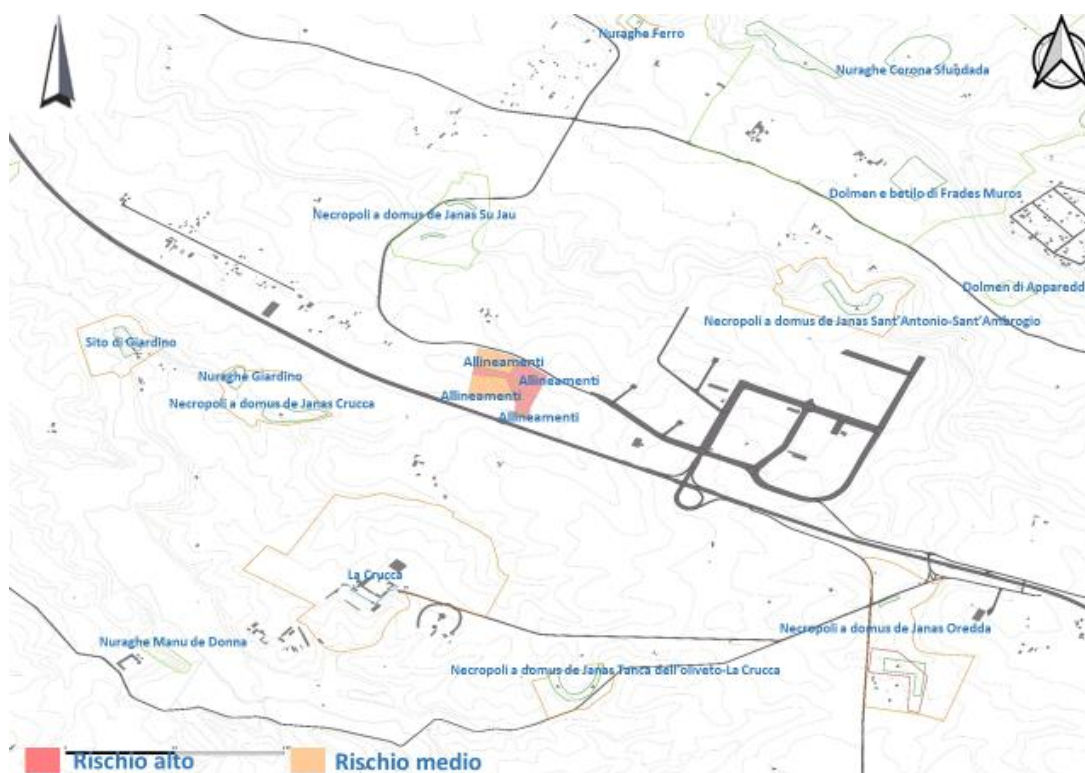 Nuraghe Ferro
Nuraghe Corona Sfundada
Dolmen e betilo di Frades Muros
Necropoli a domus de Janas Su Jau
Dolmen di Apparedd
Necropoli a domus de Janas Sant'Antonio-Sant'Ambrogio
Sito di Giardino
Allineamenti
Nuraghe Giardino
Allineamenti
Allineamenti
Necropoli a domus de Janas Crucca
Allineamenti
La Crucca
Necropoli a domus de Janas Oredda
Nuraghe Manu de Donna
Necropoli a domus de Janas Tanca dell'oliveto-La Crucca
Rischio alto
Rischio medio